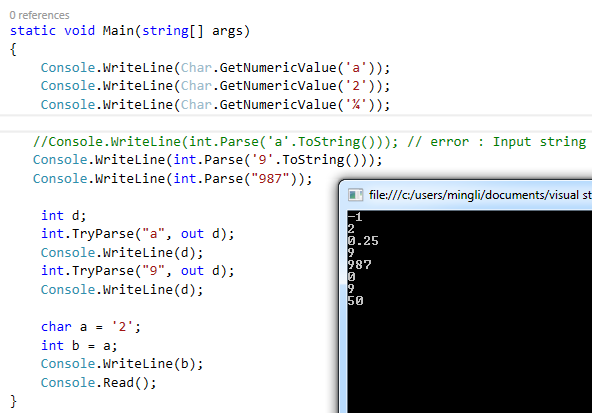 0 references
static void Main(string[] args)
{
Console.WriteLine(Char.GetNumericValue('a'));
Console.WriteLine(Char.GetNumericValue('2'));
Console.WriteLine(Char.GetNumericValue('¼'));
//Console.WriteLine(int.Parse('a'.ToString())); // error : Input string
Console.WriteLine(int.Parse('9'.ToString()));
Console.WriteLine(int.Parse("987"));
int d;
int.TryParse("a", out d);
Console.WriteLine(d);
int.TryParse("9", out d);
Console.WriteLine(d);
char a = '2';
int b = a;
Console.WriteLine(b);
Console.Read();
}
file:///c:/users/mingli/documents/visual st
-1
2
0.25
9
987
0
9
50